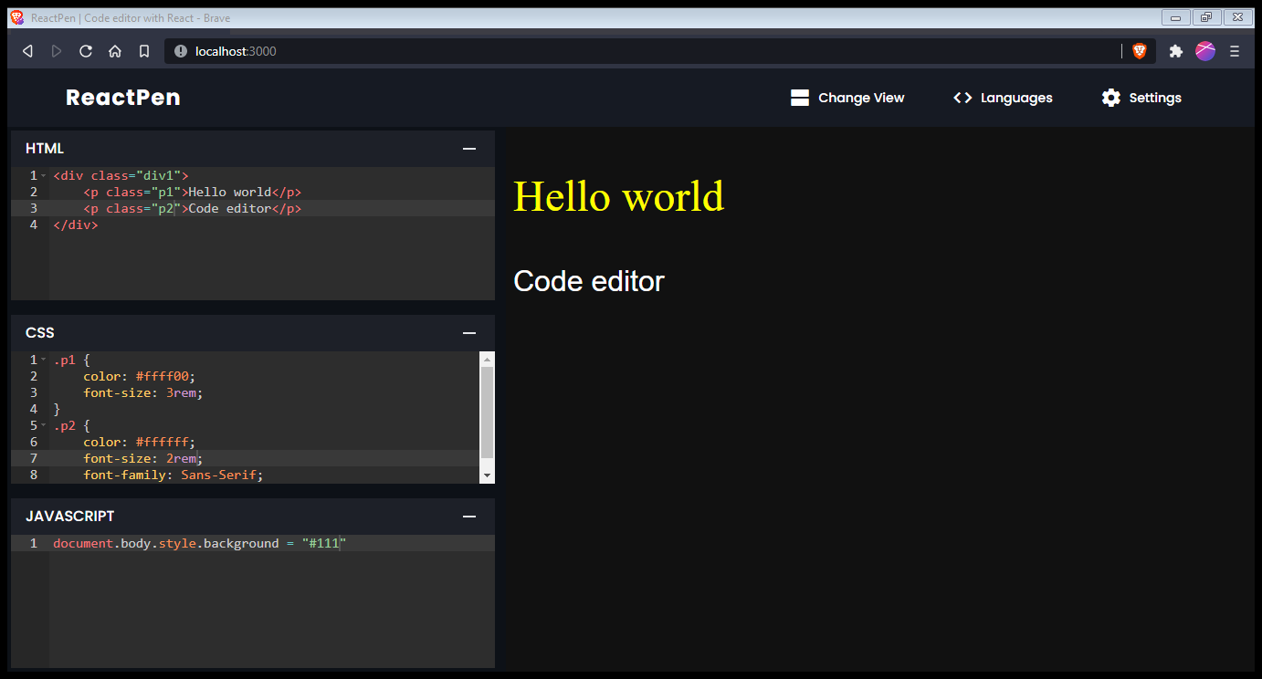 ReactPen | Code editor with React - Brave
localhost:3000
ReactPen
Change View
Languages
Settings
HTML
1 <div class="div1">
2     <p class="p1">Hello world</p>
3     <p class="p2">Code editor</p>
4 </div>
CSS
1 .p1 {
2     color: #ffff00;
3     font-size: 3rem;
4 }
5 .p2 {
6     color: #ffffff;
7     font-size: 2rem;
8     font-family: Sans-Serif;
JAVASCRIPT
1 document.body.style.background = "#111"
Hello world
Code editor